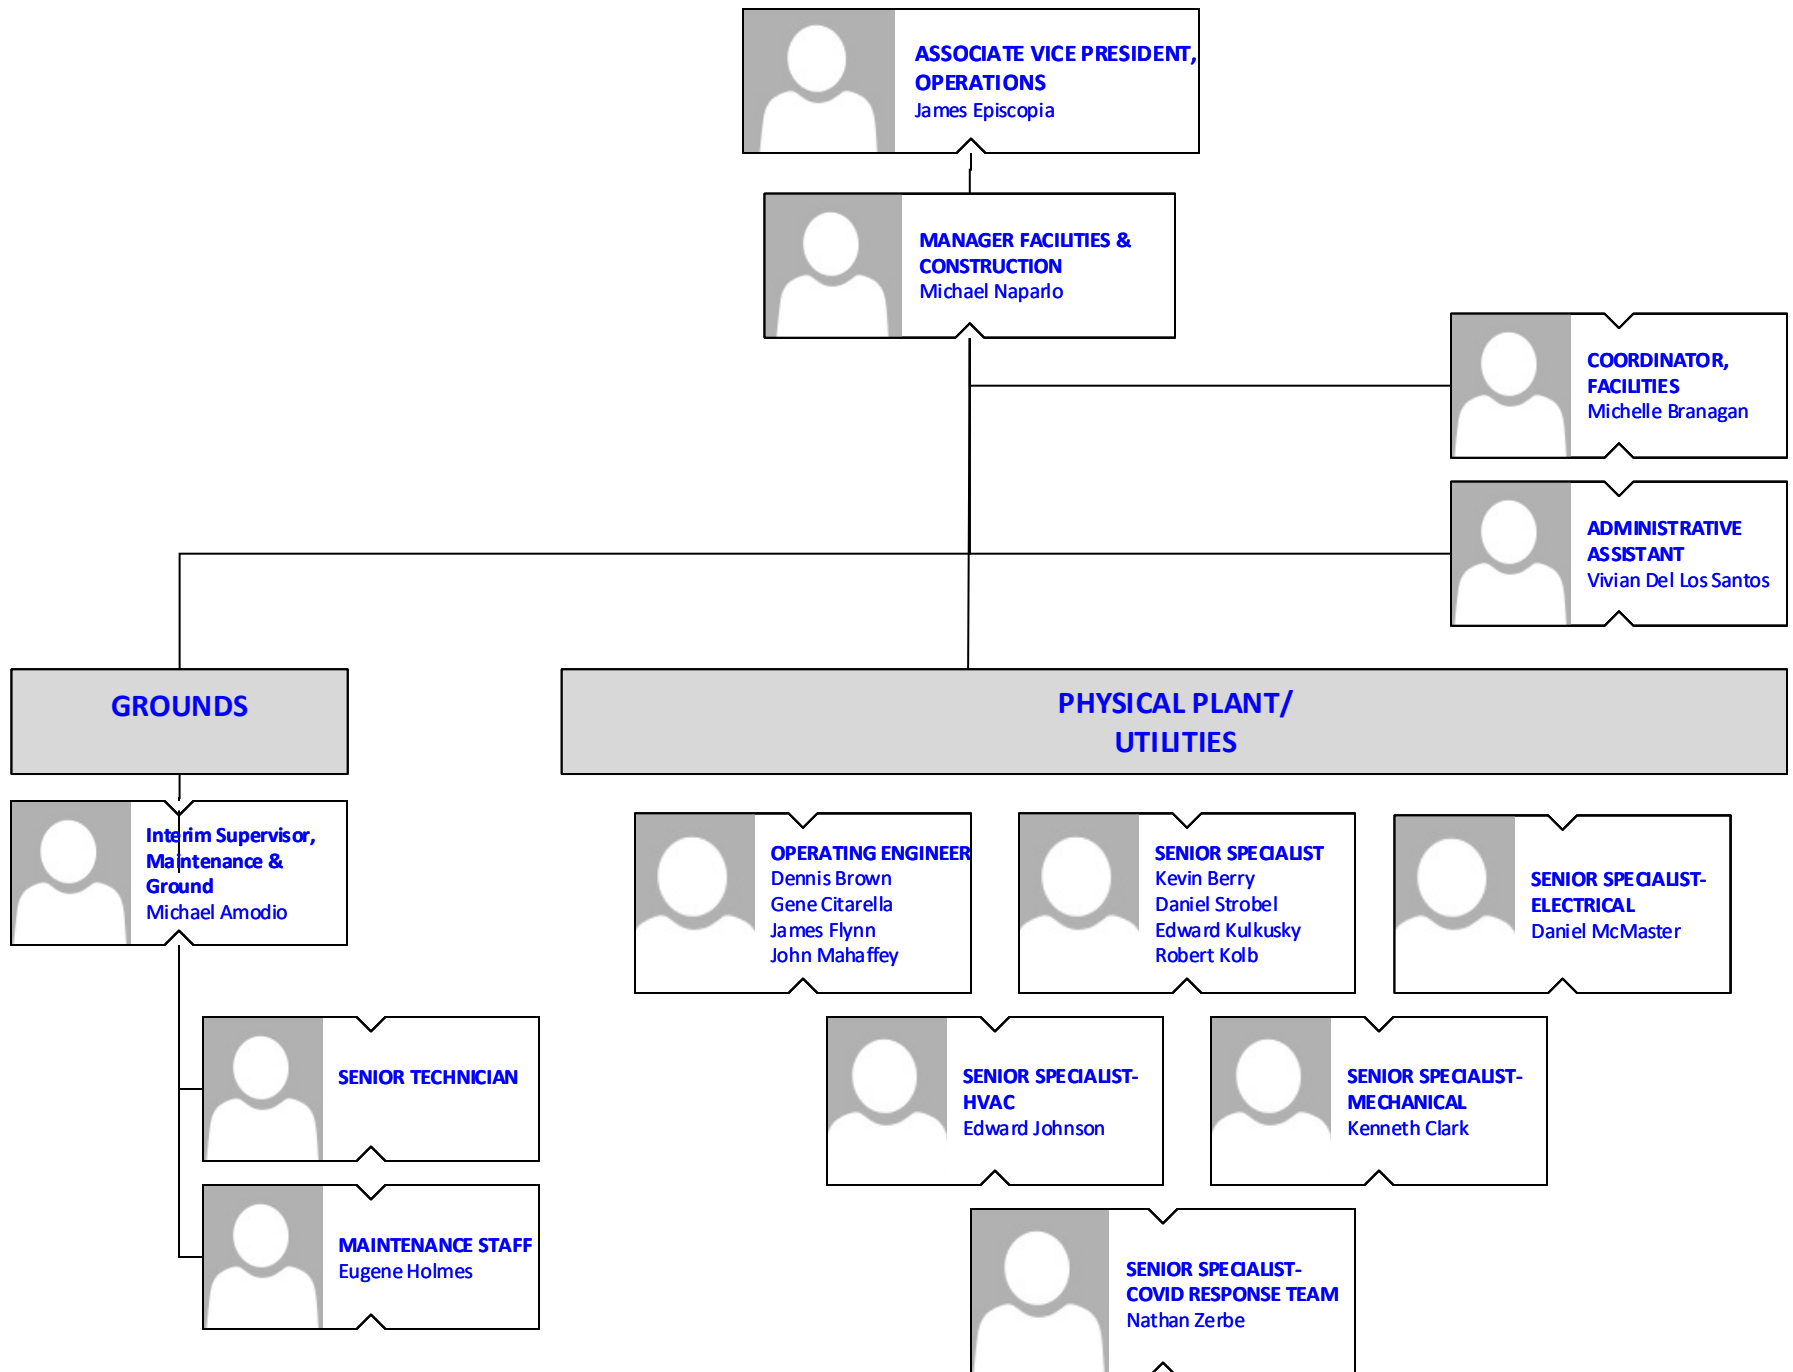 ASSOCIATE VICE PRESIDENT,
OPERATIONS
James Episcopia
MANAGER FACILITIES &
CONSTRUCTION
Michael Naparlo
COORDINATOR,
FACILITIES
Michelle Branagan
ADMINISTRATIVE
ASSISTANT
Vivian Del Los Santos
GROUNDS
PHYSICAL PLANT/
UTILITIES
Interim Supervisor,
Maintenance &
Ground
Michael Amodio
OPERATING ENGINEER
Dennis Brown
Gene Citarella
James Flynn
John Mahaffey
SENIOR SPECIALIST
Kevin Berry
Daniel Strobel
Edward Kulkusky
Robert Kolb
SENIOR SPECIALIST-
ELECTRICAL
Daniel McMaster
SENIOR TECHNICIAN
SENIOR SPECIALIST-
HVAC
Edward Johnson
SENIOR SPECIALIST-
MECHANICAL
Kenneth Clark
MAINTENANCE STAFF
Eugene Holmes
SENIOR SPECIALIST-
COVID RESPONSE TEAM
Nathan Zerbe